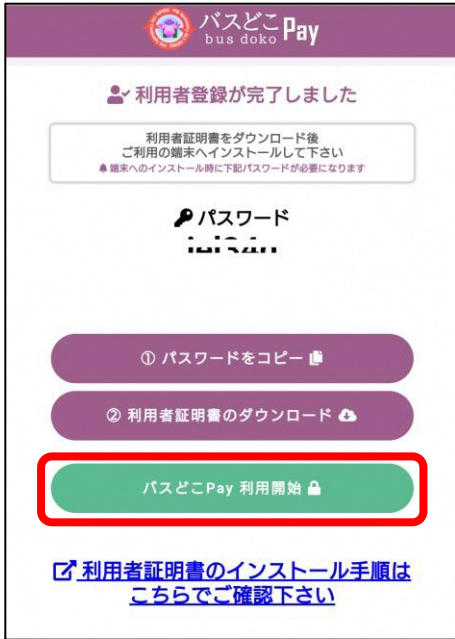 バスどこ Pay
bus doko
利用者登録が完了しました
利用者証明書をダウンロード後
ご利用の端末へインストールして下さい
端末へのインストール時に下記パスワードが必要になります
パスワード
① パスワードをコピー
② 利用者証明書のダウンロード
バスどこPay 利用開始
利用者証明書のインストール手順は
こちらでご確認下さい